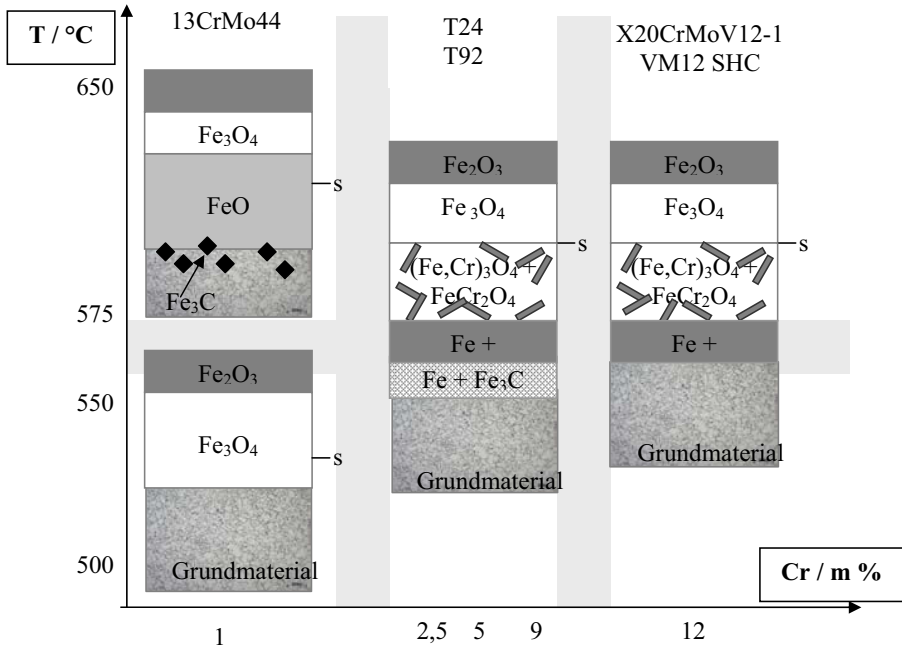 T / °C
13CrMo44
T24
T92
X20CrMoV12-1
VM12 SHC
650
Fe₃O₄
s
FeO
Fe₃C
575
Fe₂O₃
Fe₃O₄
s
Grundmaterial
550
500
Fe₂O₃
Fe ₃O₄
s
(Fe,Cr)₃O₄ +
FeCr₂O₄
Fe +
Fe + Fe₃C
Grundmaterial
Fe₂O₃
Fe₃O₄
s
(Fe,Cr)₃O₄ +
FeCr₂O₄
Fe +
Grundmaterial
Cr / m %
1
2,5
5
9
12